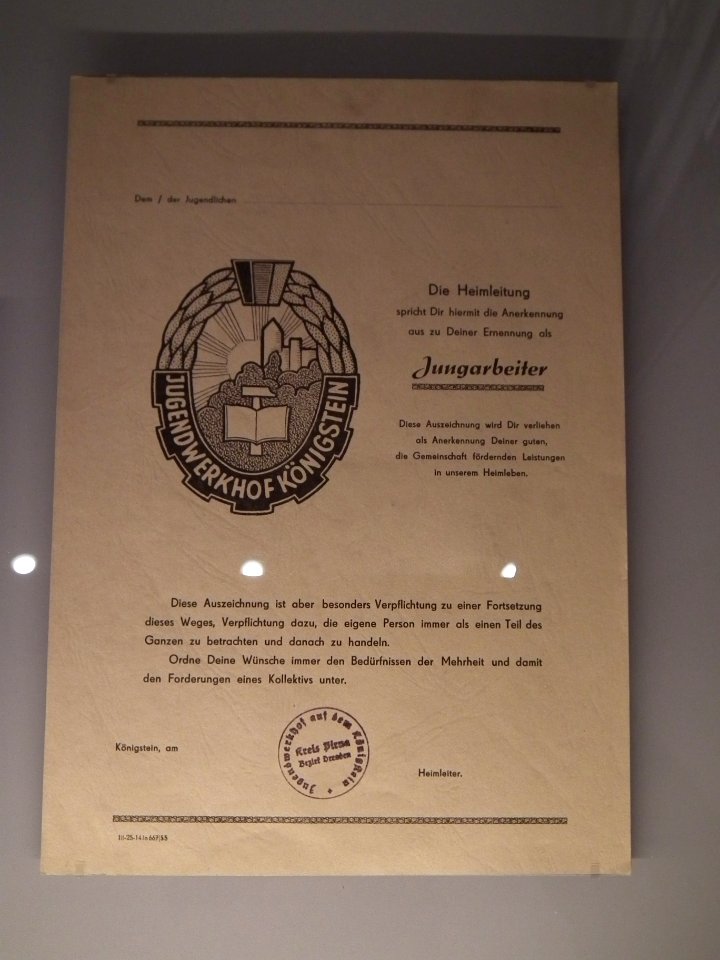 Dem / der Jugendlichen
JUGENDWERKHOF KÖNIGSTEIN
Die Heimleitung
spricht Dir hiermit die Anerkennung
aus zu Deiner Ernennung als
Jungarbeiter
Diese Auszeichnung wird Dir verliehen
als Anerkennung Deiner guten,
die Gemeinschaft fördernden Leistungen
in unserem Heimleben.
Diese Auszeichnung ist aber besonders Verpflichtung zu einer Fortsetzung
dieses Weges, Verpflichtung dazu, die eigene Person immer als einen Teil des
Ganzen zu betrachten und danach zu handeln.
Ordne Deine Wünsche immer den Bedürfnissen der Mehrheit und damit
den Forderungen eines Kollektivs unter.
Jugendwerkhof auf dem Königstein
Kreis Pirna
Bezirk Dresden
Königstein, am
Heimleiter.